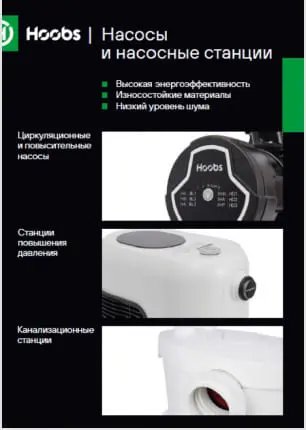 Hoobs | Насосы
и насосные станции
Высокая энергоэффективность
Износостойкие материалы
Низкий уровень шума
Циркуляционные
и повысительные
насосы
Hoobs
Станции
повышения
давления
Канализационные
станции